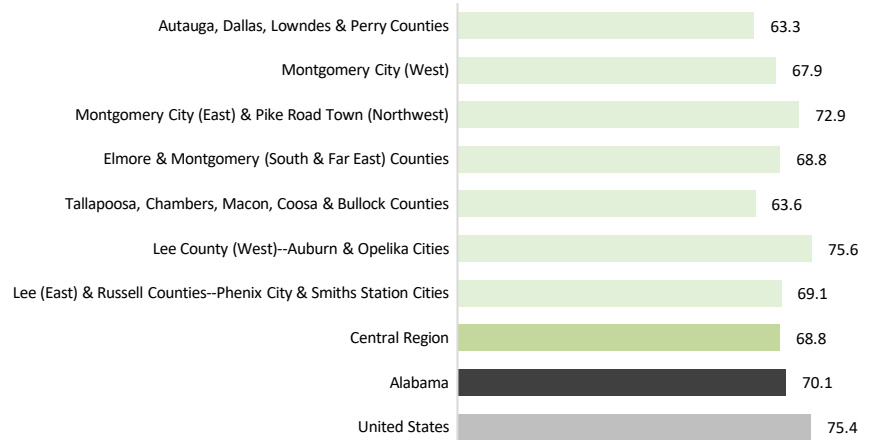 Autauga, Dallas, Lowndes & Perry Counties 63.3
Montgomery City (West) 67.9
Montgomery City (East) & Pike Road Town (Northwest) 72.9
Elmore & Montgomery (South & Far East) Counties 68.8
Tallapoosa, Chambers, Macon, Coosa & Bullock Counties 63.6
Lee County (West)--Auburn & Opelika Cities 75.6
Lee (East) & Russell Counties--Phenix City & Smiths Station Cities 69.1
Central Region 68.8
Alabama 70.1
United States 75.4